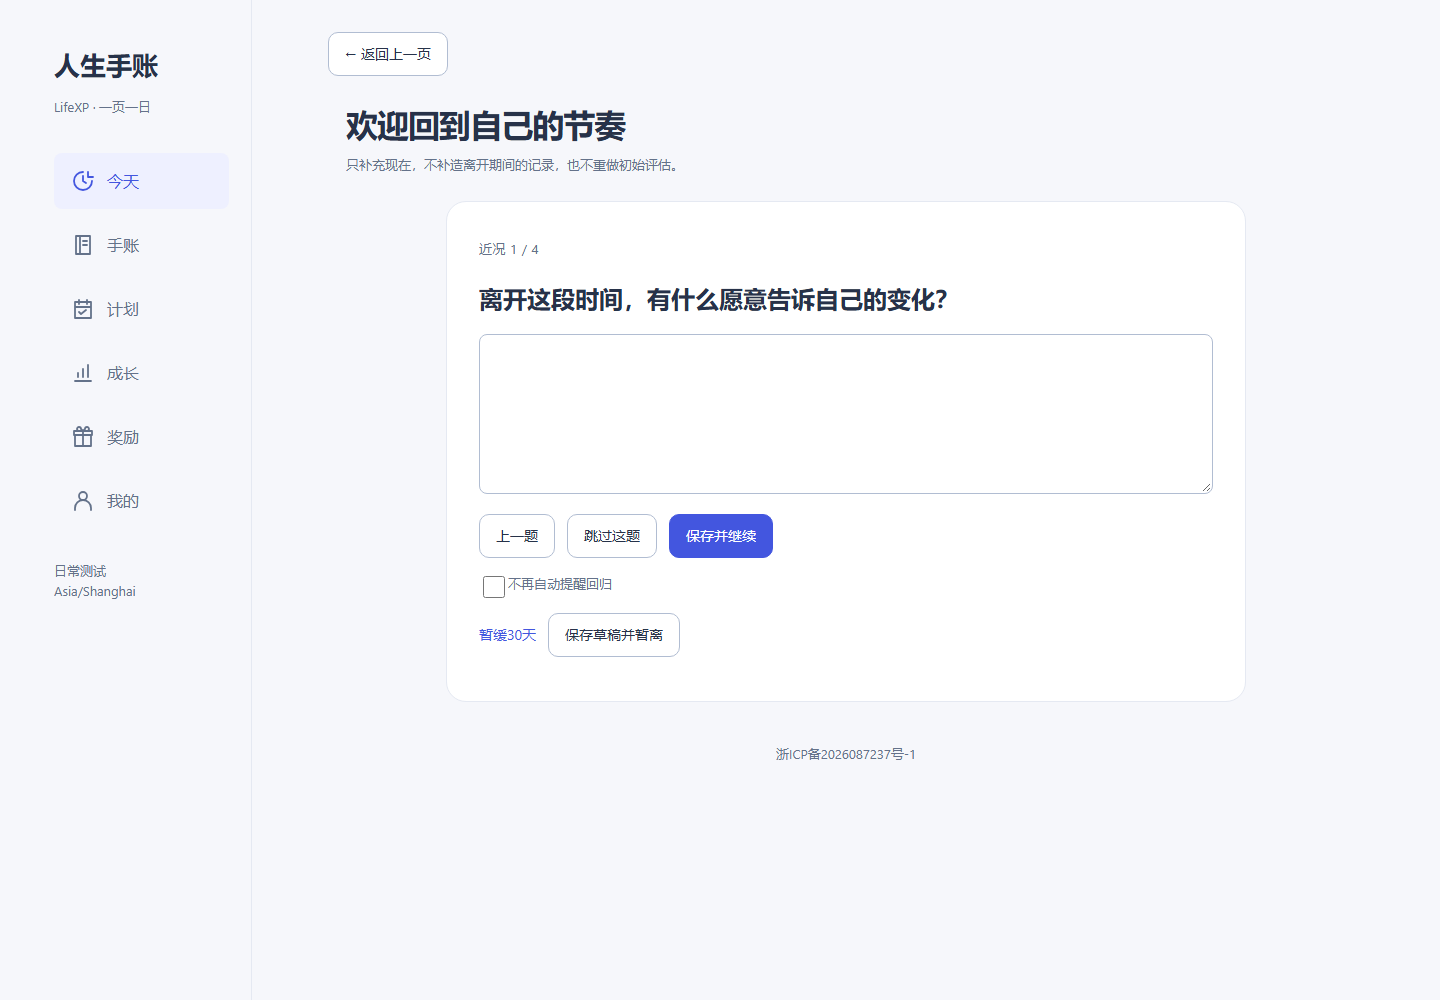 人生手账
LifeXP · 一页一日
今天
手账
计划
成长
奖励
我的
日常测试
Asia/Shanghai
← 返回上一页
欢迎回到自己的节奏
只补充现在，不补造离开期间的记录，也不重做初始评估。
近况 1 / 4
离开这段时间，有什么愿意告诉自己的变化？
上一题 跳过这题 保存并继续
不再自动提醒回归
暂缓30天 保存草稿并暂离
浙ICP备2026087237号-1